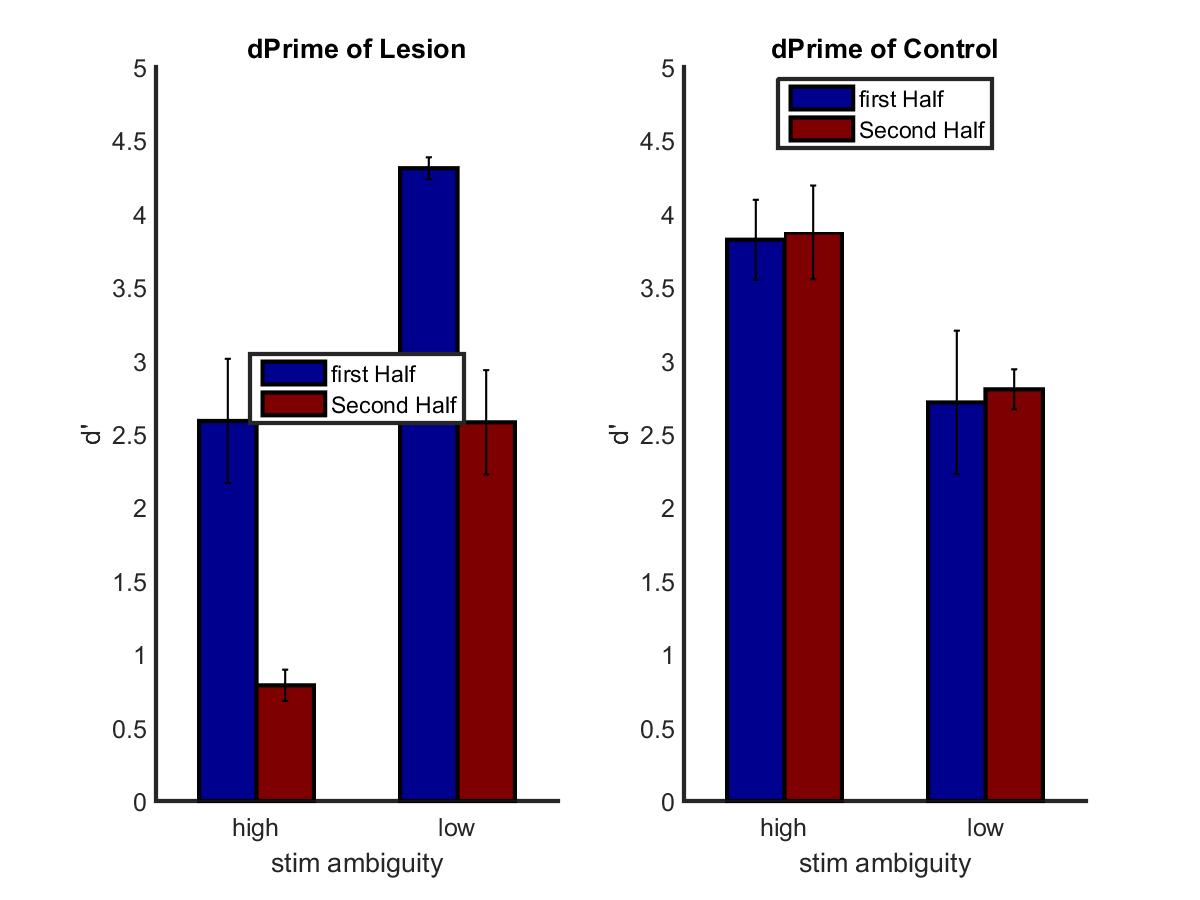 dPrime of Lesion
5
4.5
4
3.5
3
2.5
2
1.5
1
0.5
0
d'
first Half
Second Half
high
low
stim ambiguity
dPrime of Control
5
4.5
4
3.5
3
2.5
2
1.5
1
0.5
0
d'
first Half
Second Half
high
low
stim ambiguity